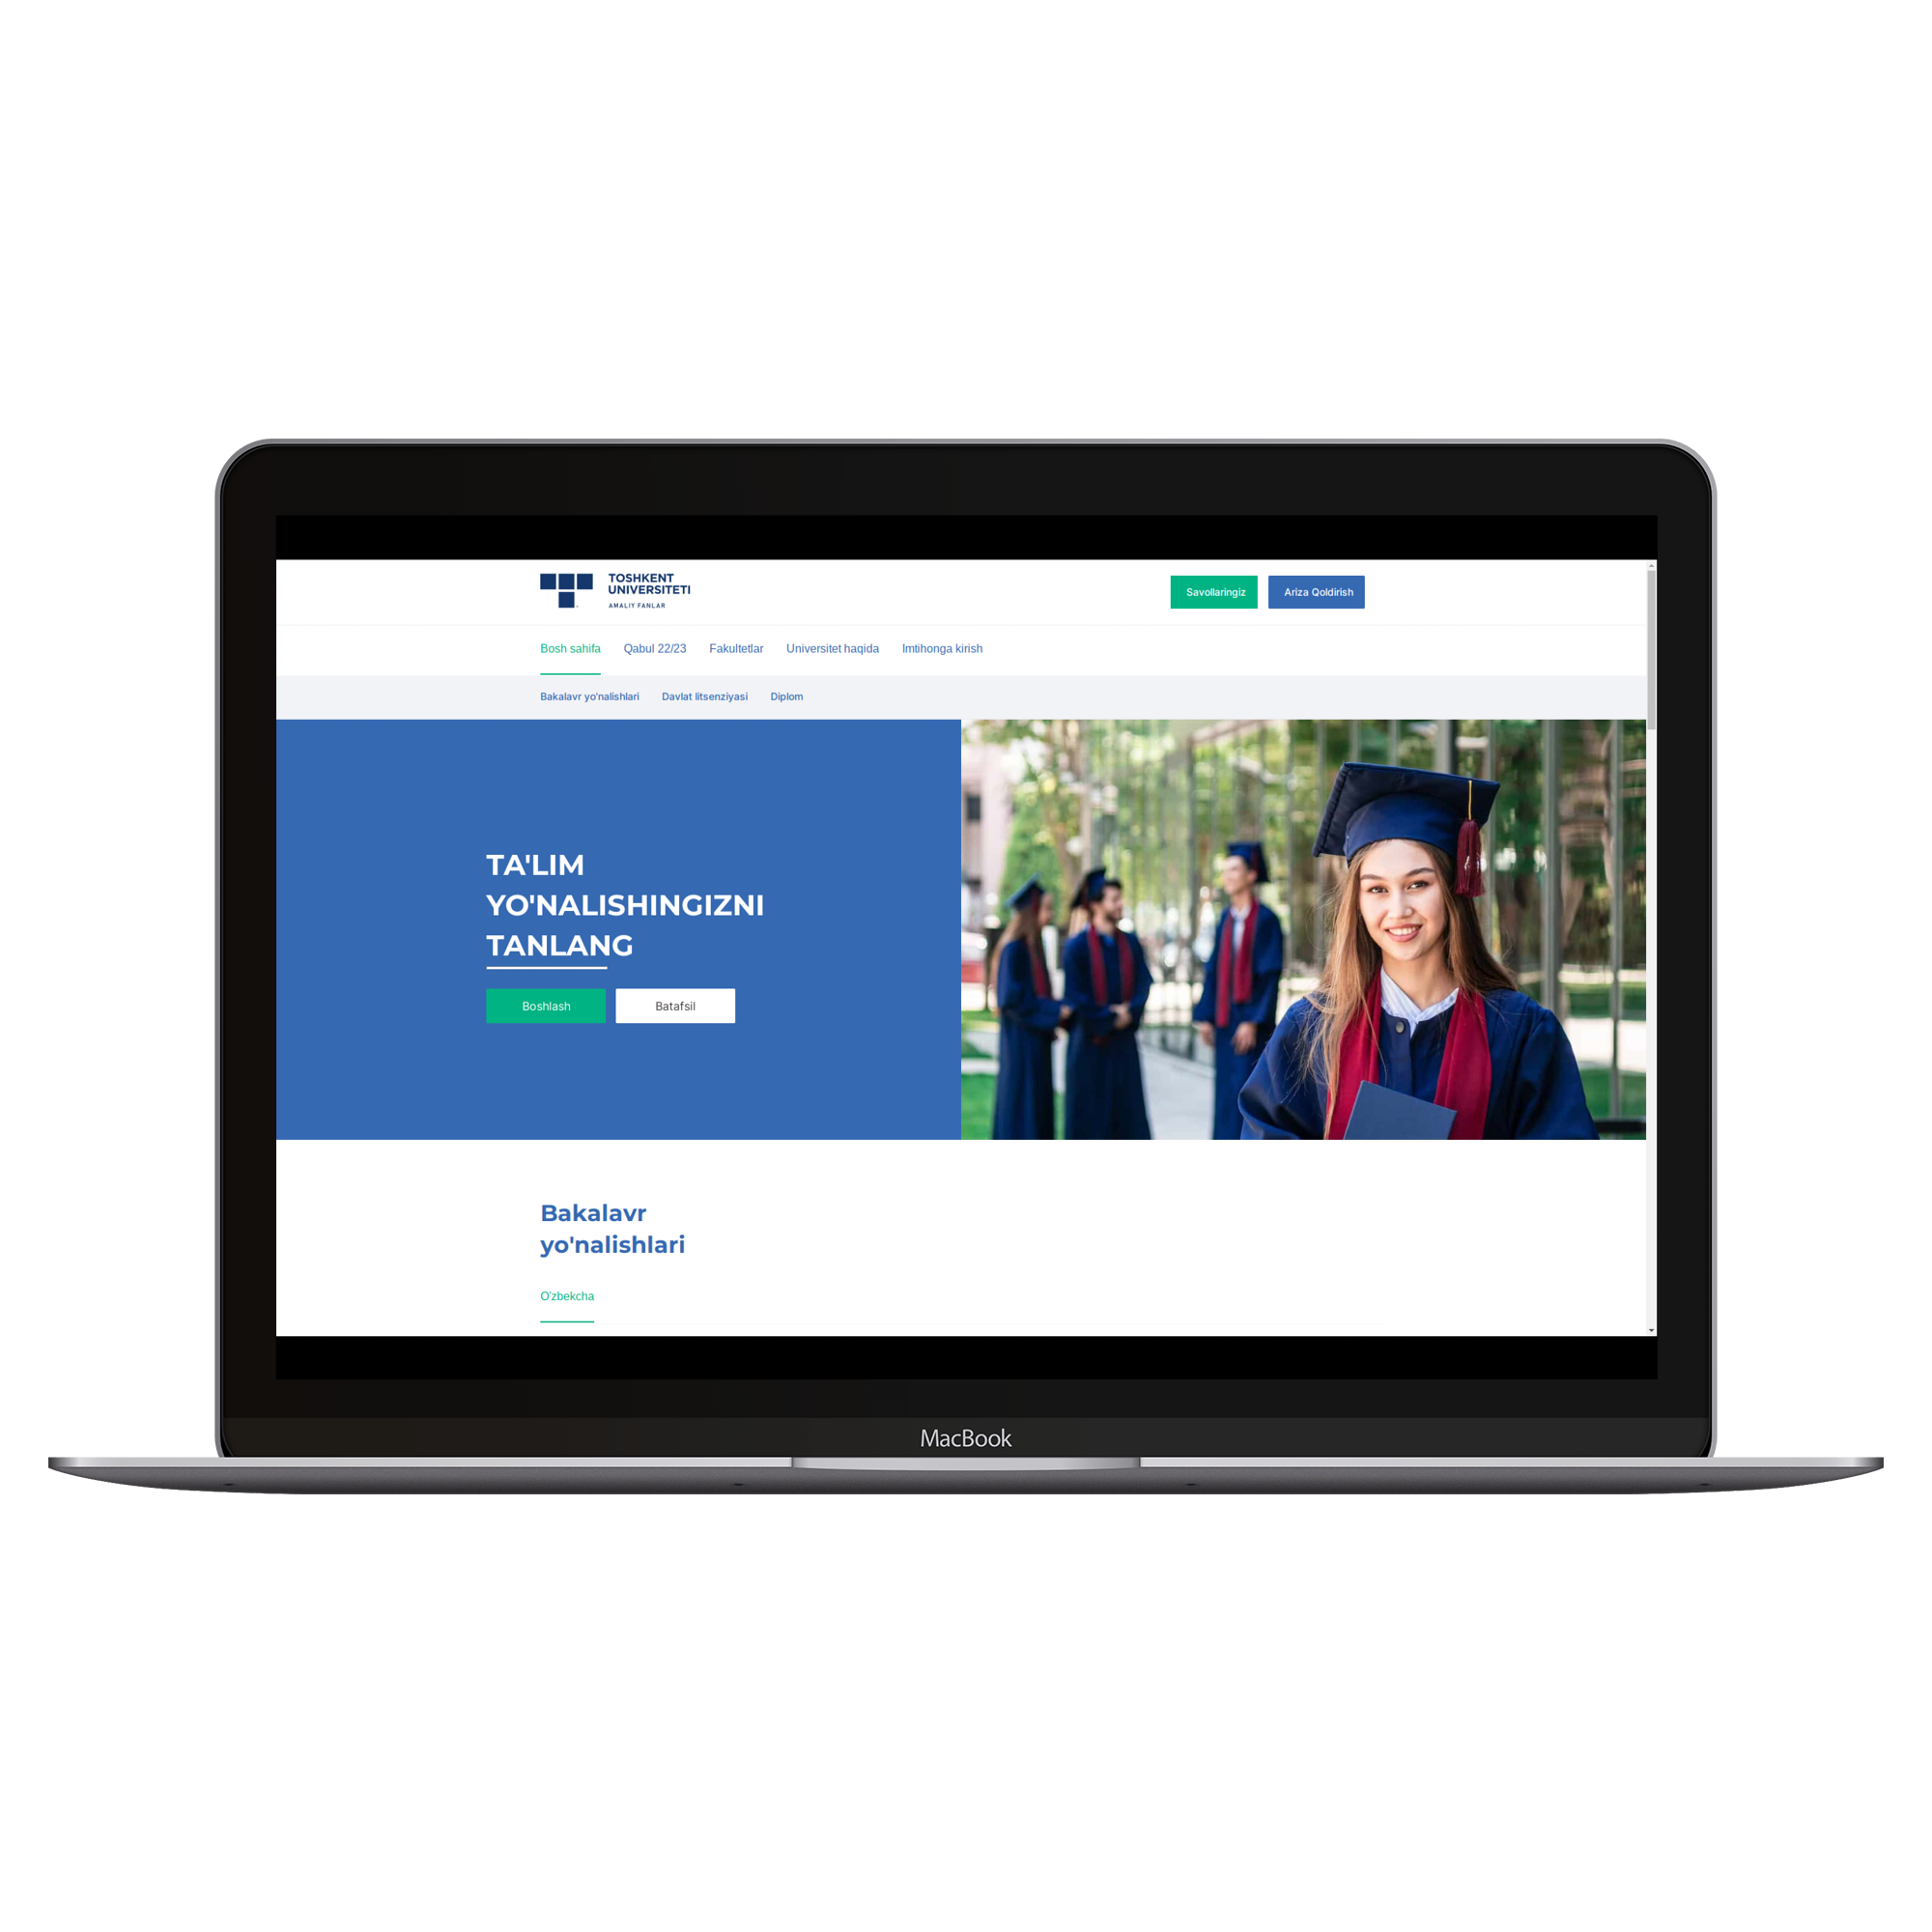 TOSHKENT
UNIVERSITETI
AMALIY FANLAR
Savollaringiz
Ariza Qoldirish
Bosh sahifa Qabul 22/23 Fakultetlar Universitet haqida Imtihonga kirish
Bakalavr yo'nalishlari Davlat litsenziyasi Diplom
TA'LIM
YO'NALISHINGIZNI
TANLANG
Boshlash Batafsil
Bakalavr
yo'nalishlari
O'zbekcha
MacBook